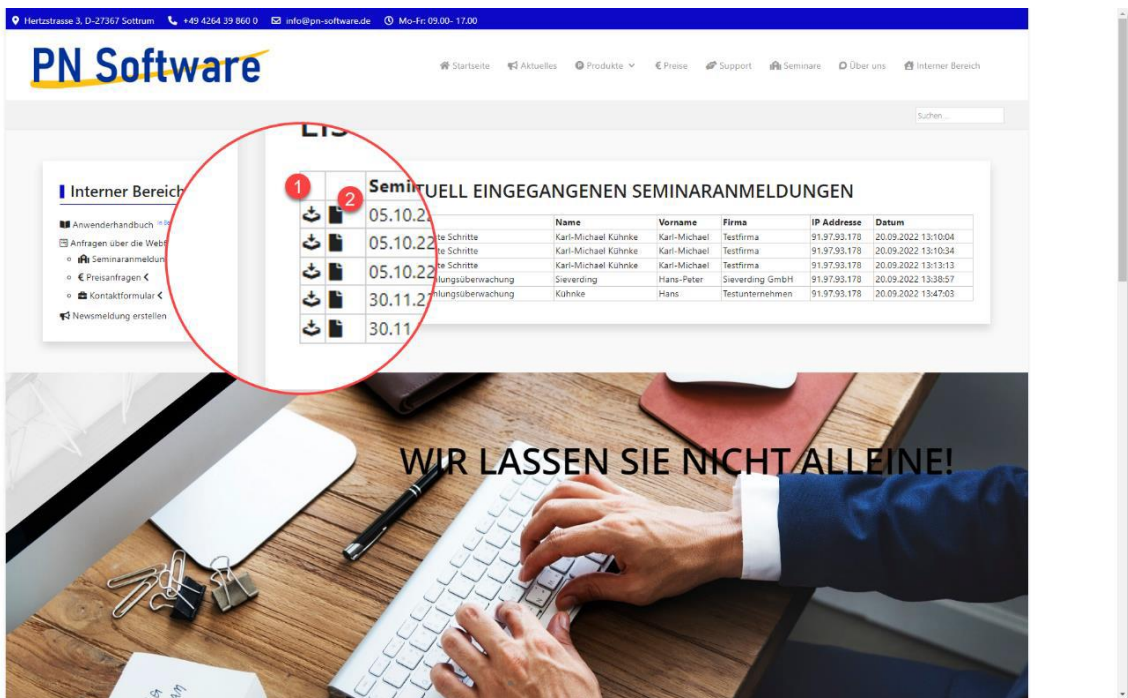 Hertzstrasse 3, D-27367 Sottrum +49 4264 39 860 0 info@pn-software.de Mo-Fr: 09.00- 17.00
PN Software
Startseite Aktuelles Produkte Preise Support Seminare Über uns Interner Bereich
Suchen ...
Interner Bereich
Anwenderhandbuch
Anfragen über die Webf
Seminaranmeldun
€ Preisanfragen
Kontaktformular
Newsmeldung erstellen
1
2
Semin
05.10.22
05.10.22
05.10.22
30.11.2
30.11
TUELL EINGEGANGENEN SEMINARANMELDUNGEN
Name Vorname Firma IP Addresse Datum
te Schritte Karl-Michael Kühnke Karl-Michael Testfirma 91.97.93.178 20.09.2022 13:10:04
te Schritte Karl-Michael Kühnke Karl-Michael Testfirma 91.97.93.178 20.09.2022 13:10:34
te Schritte Karl-Michael Kühnke Karl-Michael Testfirma 91.97.93.178 20.09.2022 13:13:13
hlungsüberwachung Sieverding Hans-Peter Sieverding GmbH 91.97.93.178 20.09.2022 13:38:57
hlungsüberwachung Kühnke Hans Testunternehmen 91.97.93.178 20.09.2022 13:47:03
WIR LASSEN SIE NICHT ALLEINE!